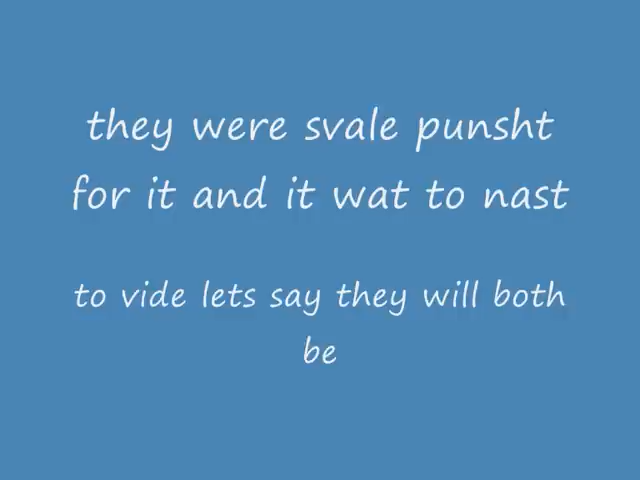 they were svale punsht
for it and it wat to nast
to vide lets say they will both
be